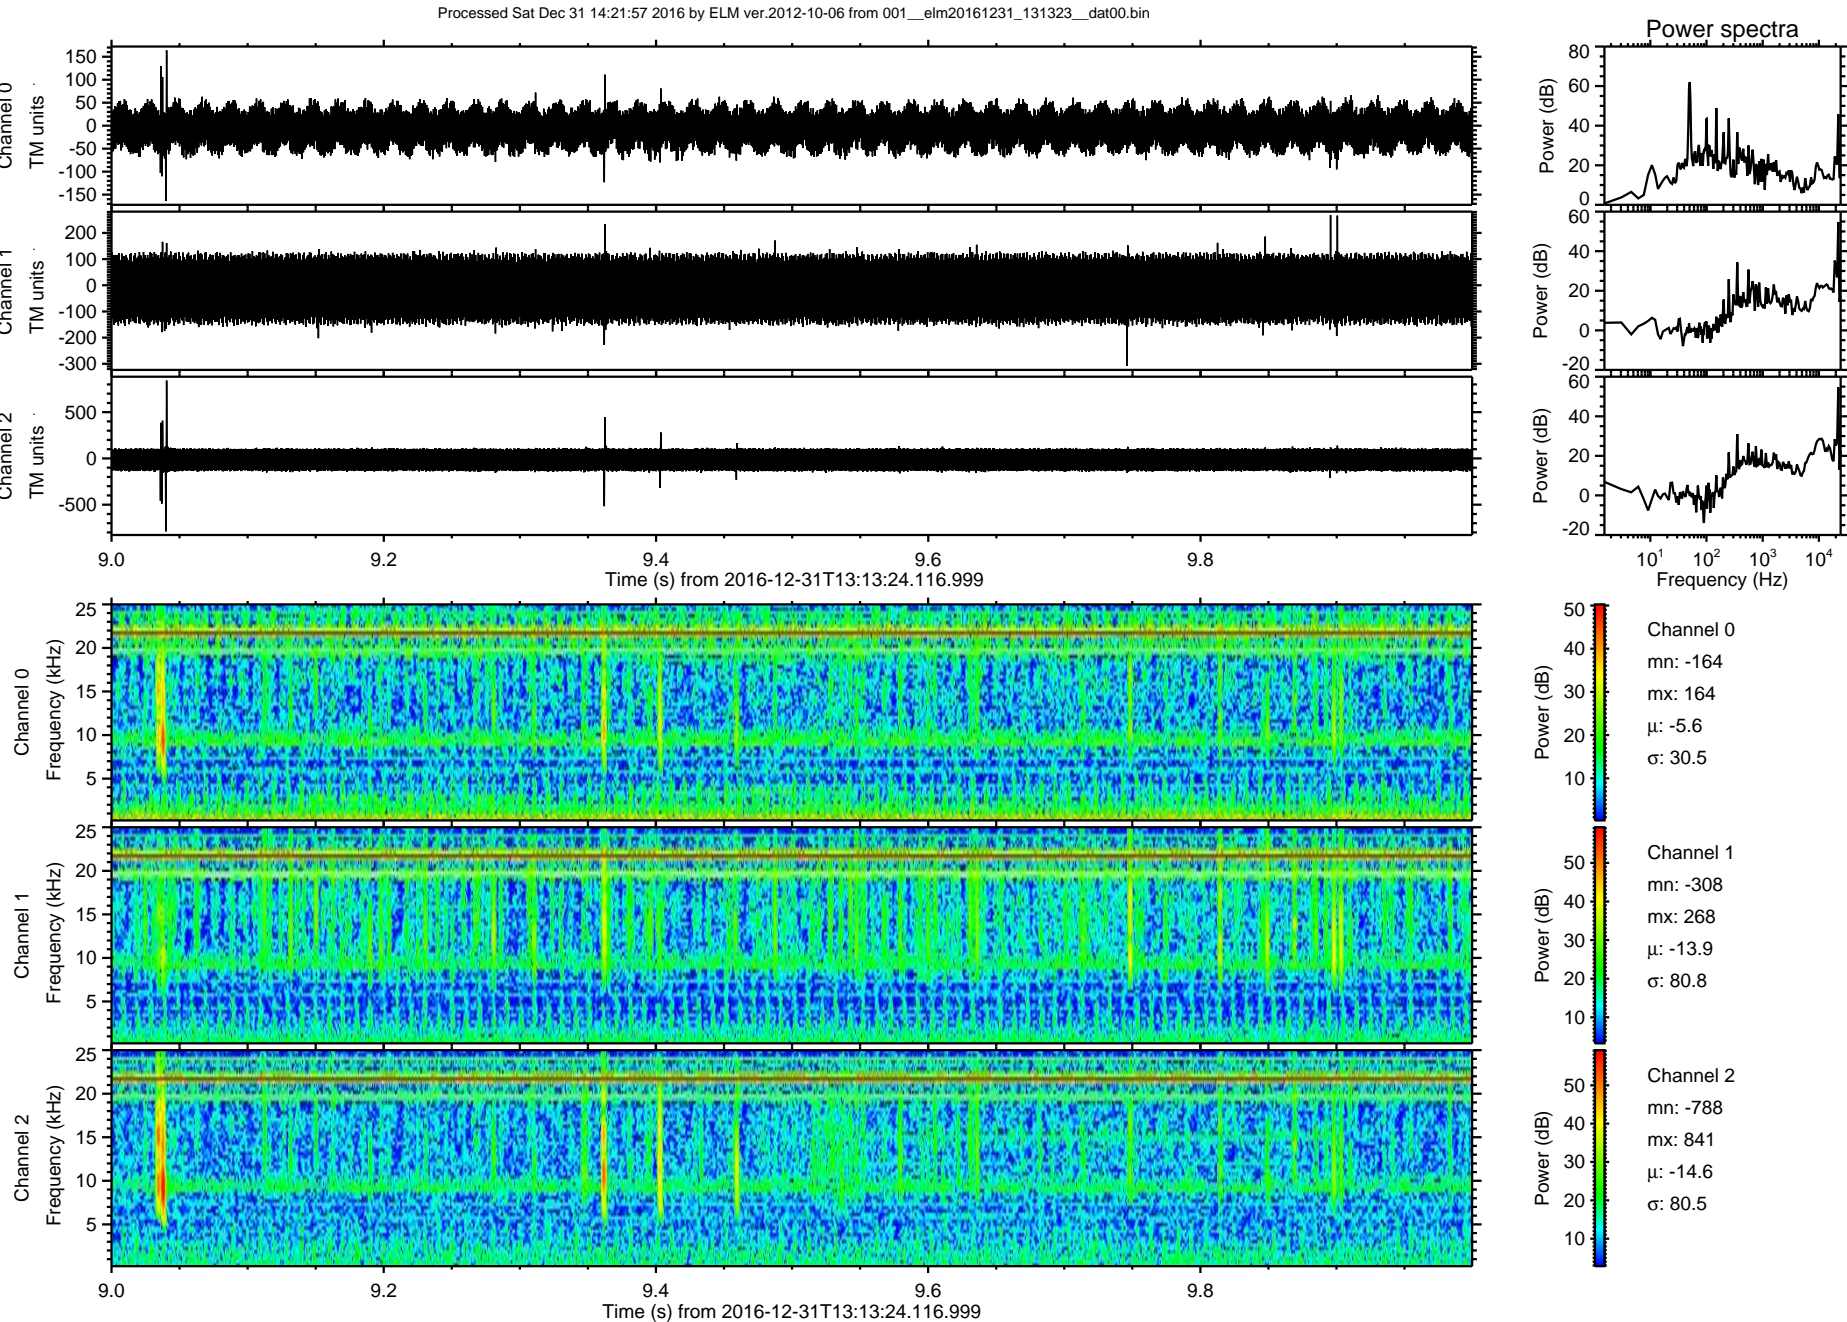 Processed Sat Dec 31 14:21:57 2016 by ELM ver.2012-10-06 from 001__elm20161231_131323__dat00.bin
Power spectra
Channel 0
TM units
150
100
50
0
-50
-100
-150
Power (dB)
80
60
40
20
0
Channel 1
TM units
200
100
0
-100
-200
-300
Power (dB)
60
40
20
0
-20
Channel 2
TM units
500
0
-500
Power (dB)
60
40
20
0
-20
9.0 9.2 9.4 9.6 9.8
Time (s) from 2016-12-31T13:13:24.116.999
10^1 10^2 10^3 10^4
Frequency (Hz)
Channel 0
Frequency (kHz)
25
20
15
10
5
Power (dB)
50
40
30
20
10
Channel 0
mn: -164
mx: 164
μ: -5.6
σ: 30.5
Channel 1
Frequency (kHz)
25
20
15
10
5
Power (dB)
50
40
30
20
10
Channel 1
mn: -308
mx: 268
μ: -13.9
σ: 80.8
Channel 2
Frequency (kHz)
25
20
15
10
5
Power (dB)
50
40
30
20
10
Channel 2
mn: -788
mx: 841
μ: -14.6
σ: 80.5
9.0 9.2 9.4 9.6 9.8
Time (s) from 2016-12-31T13:13:24.116.999